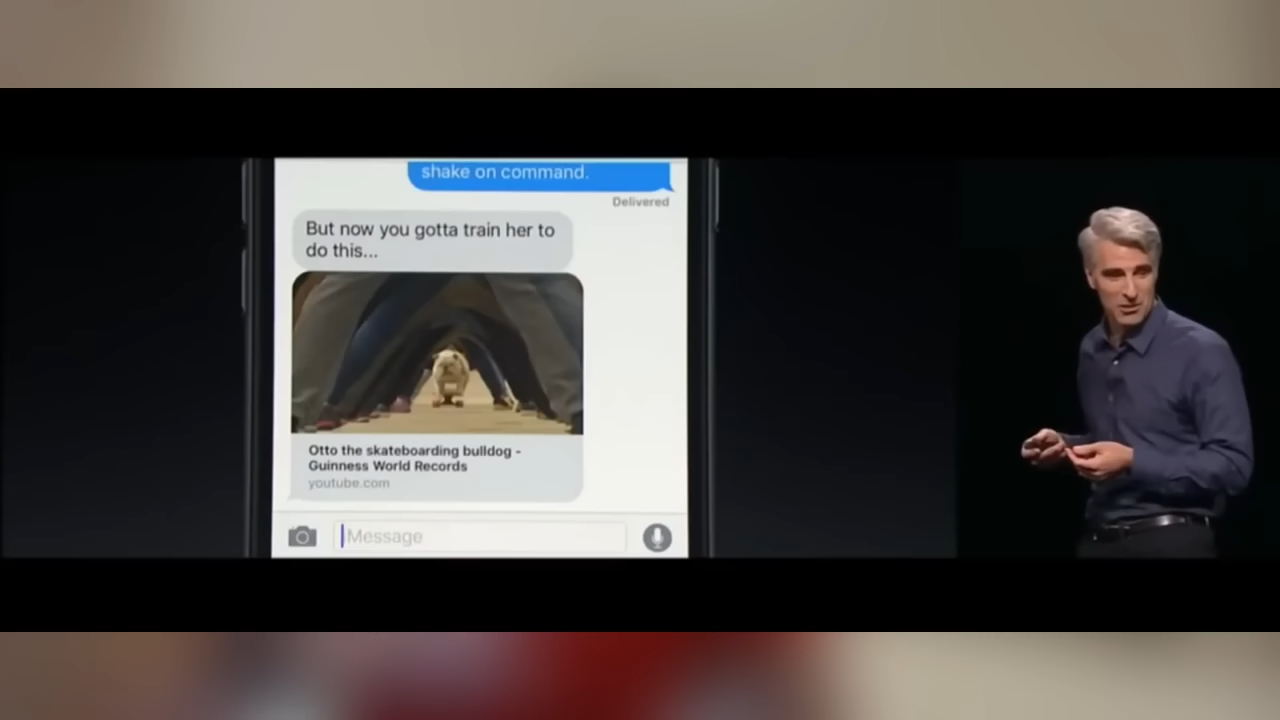 shake on command.
Delivered
But now you gotta train her to
do this...
Otto the skateboarding bulldog -
Guinness World Records
youtube.com
Message